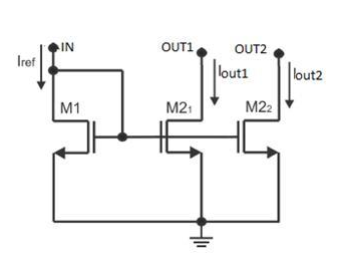 IN
OUT1
OUT2
Iref
Iout1
Iout2
M1
M2₁
M2₂